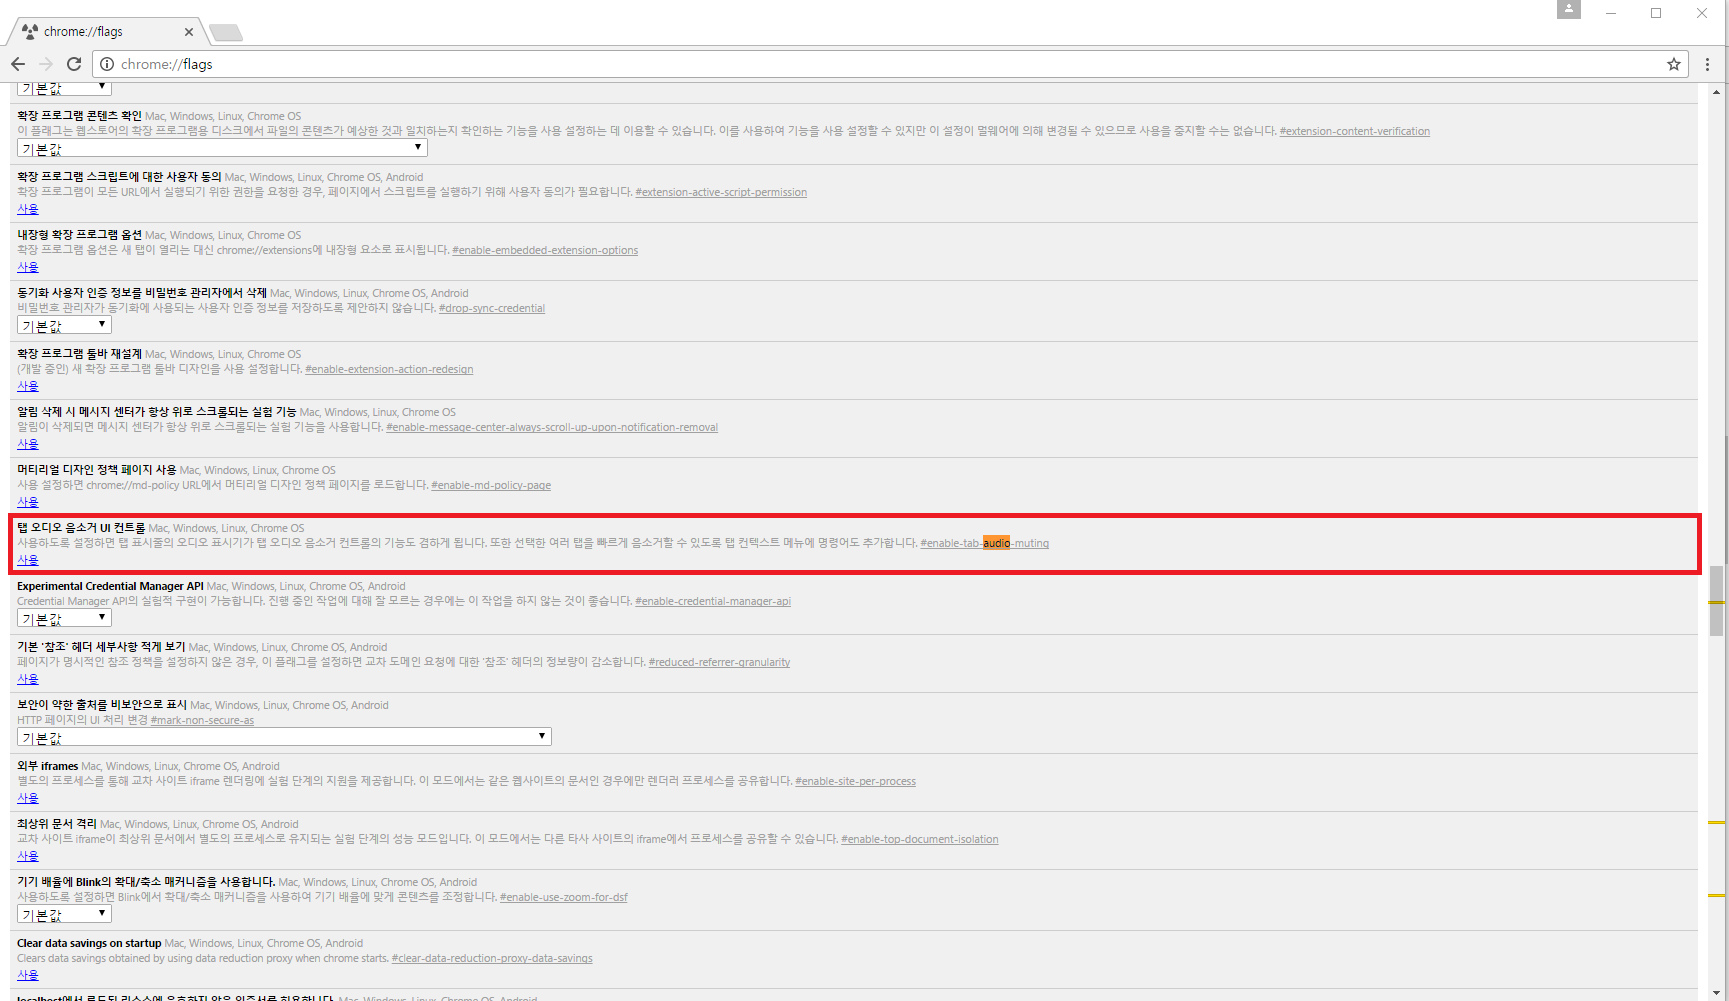 chrome://flags
chrome://flags
기본값
확장 프로그램 콘텐츠 확인 Mac, Windows, Linux, Chrome OS
이 플래그는 웹스토어의 확장 프로그램용 디스크에서 파일의 콘텐츠가 예상한 것과 일치하는지 확인하는 기능을 사용 설정하는 데 이용할 수 있습니다. 이를 사용하여 기능을 사용 설정할 수 있지만 이 설정이 멀웨어에 의해 변경될 수 있으므로 사용을 중지할 수는 없습니다. #extension-content-verification
기본값
확장 프로그램 스크립트에 대한 사용자 동의 Mac, Windows, Linux, Chrome OS, Android
확장 프로그램이 모든 URL에서 실행되기 위한 권한을 요청한 경우, 페이지에서 스크립트를 실행하기 위해 사용자 동의가 필요합니다. #extension-active-script-permission
사용
내장형 확장 프로그램 옵션 Mac, Windows, Linux, Chrome OS
확장 프로그램 옵션은 새 탭이 열리는 대신 chrome://extensions에 내장형 요소로 표시됩니다. #enable-embedded-extension-options
사용
동기화 사용자 인증 정보를 비밀번호 관리자에서 삭제 Mac, Windows, Linux, Chrome OS, Android
비밀번호 관리자가 동기화에 사용되는 사용자 인증 정보를 저장하도록 제안하지 않습니다. #drop-sync-credential
기본값
확장 프로그램 툴바 재설계 Mac, Windows, Linux, Chrome OS
(개발 중인) 새 확장 프로그램 툴바 디자인을 사용 설정합니다. #enable-extension-action-redesign
사용
알림 삭제 시 메시지 센터가 항상 위로 스크롤되는 실험 기능 Mac, Windows, Linux, Chrome OS
알림이 삭제되면 메시지 센터가 항상 위로 스크롤되는 실험 기능을 사용합니다. #enable-message-center-always-scroll-up-upon-notification-removal
사용
머티리얼 디자인 정책 페이지 사용 Mac, Windows, Linux, Chrome OS
사용 설정하면 chrome://md-policy URL에서 머티리얼 디자인 정책 페이지를 로드합니다. #enable-md-policy-page
사용
탭 오디오 음소거 UI 컨트롤 Mac, Windows, Linux, Chrome OS
사용하도록 설정하면 탭 표시줄의 오디오 표시기가 탭 오디오 음소거 컨트롤의 기능도 겸하게 됩니다. 또한 선택한 여러 탭을 빠르게 음소거할 수 있도록 탭 컨텍스트 메뉴에 명령어도 추가합니다. #enable-tab-audio-muting
사용
Experimental Credential Manager API Mac, Windows, Linux, Chrome OS, Android
Credential Manager API의 실험적 구현이 가능합니다. 진행 중인 작업에 대해 잘 모르는 경우에는 이 작업을 하지 않는 것이 좋습니다. #enable-credential-manager-api
기본값
기본 '참조' 헤더 세부사항 적게 보기 Mac, Windows, Linux, Chrome OS, Android
페이지가 명시적인 참조 정책을 설정하지 않은 경우, 이 플래그를 설정하면 교차 도메인 요청에 대한 '참조' 헤더의 정보량이 감소합니다. #reduced-referrer-granularity
사용
보안이 약한 출처를 비보안으로 표시 Mac, Windows, Linux, Chrome OS, Android
HTTP 페이지의 UI 처리 변경 #mark-non-secure-as
기본값
외부 iframes Mac, Windows, Linux, Chrome OS, Android
별도의 프로세스를 통해 교차 사이트 iframe 렌더링에 실험 단계의 지원을 제공합니다. 이 모드에서는 같은 웹사이트의 문서인 경우에만 렌더러 프로세스를 공유합니다. #enable-site-per-process
사용
최상위 문서 격리 Mac, Windows, Linux, Chrome OS, Android
교차 사이트 iframe이 최상위 문서에서 별도의 프로세스로 유지되는 실험 단계의 성능 모드입니다. 이 모드에서는 다른 타사 사이트의 iframe에서 프로세스를 공유할 수 있습니다. #enable-top-document-isolation
사용
기기 배율에 Blink의 확대/축소 매커니즘을 사용합니다. Mac, Windows, Linux, Chrome OS, Android
사용하도록 설정하면 Blink에서 확대/축소 매커니즘을 사용하여 기기 배율에 맞게 콘텐츠를 조정합니다. #enable-use-zoom-for-dsf
기본값
Clear data savings on startup Mac, Windows, Linux, Chrome OS, Android
Clears data savings obtained by using data reduction proxy when chrome starts. #clear-data-reduction-proxy-data-savings
사용
localhost에서 로드된 리소스에 유효하지 않은 인증서를 허용합니다. Mac, Windows, Linux, Chrome OS, Android